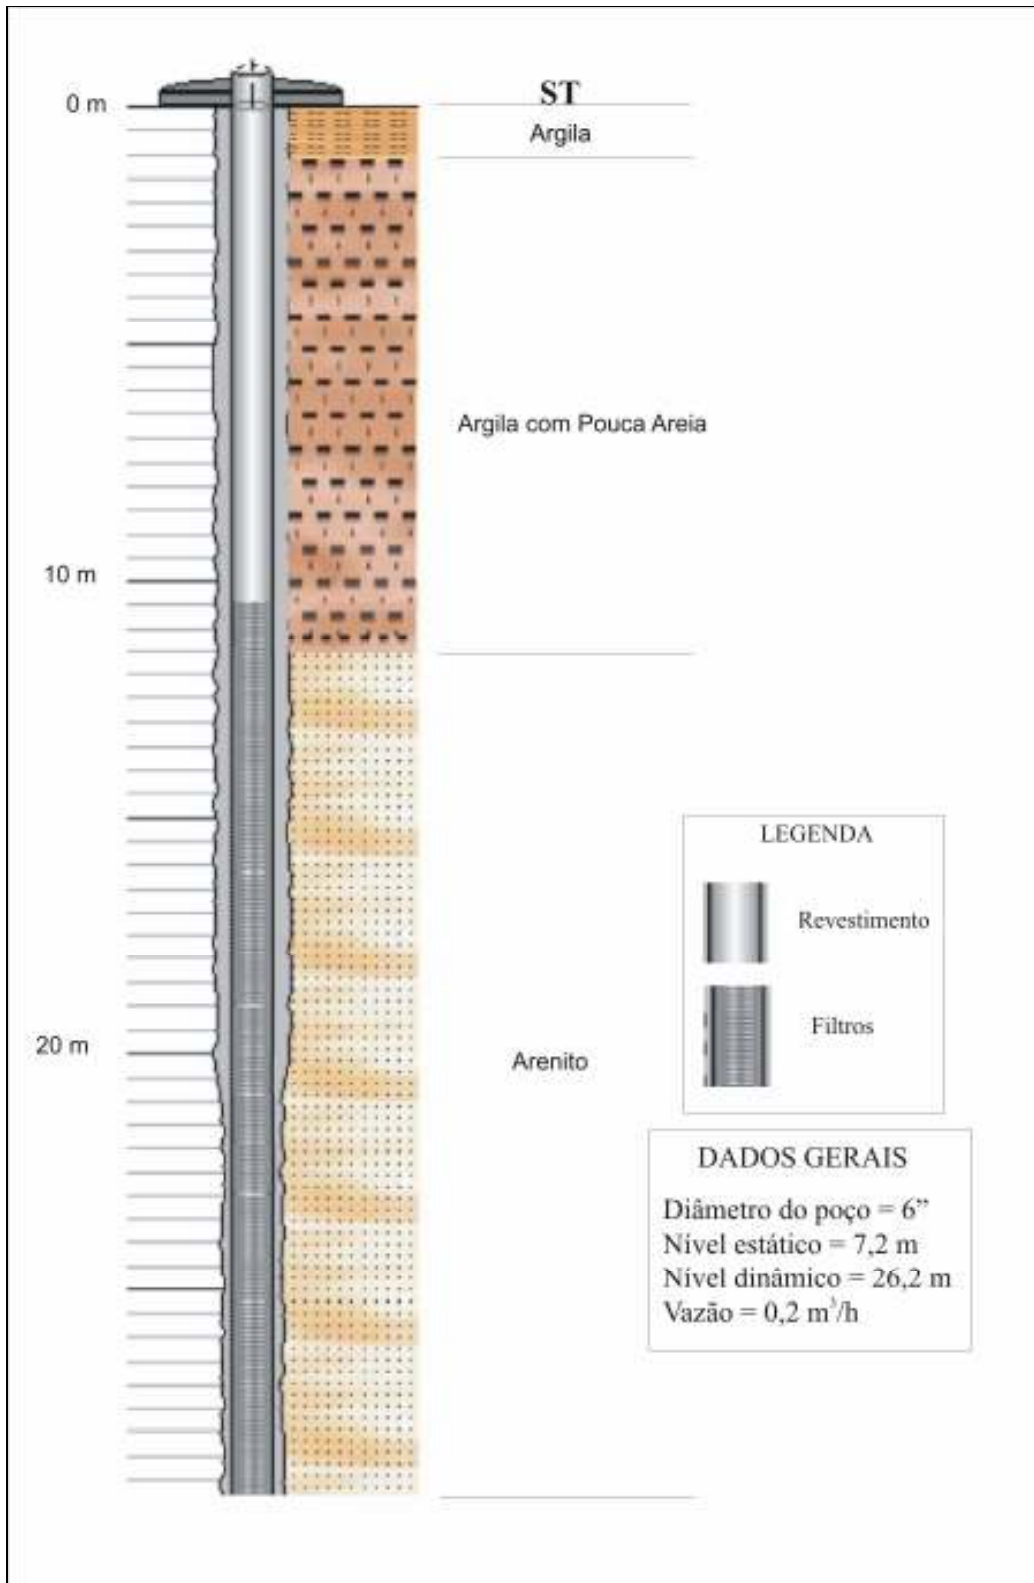 0 m
ST
Argila
Argila com Pouca Areia
10 m
LEGENDA
Revestimento
Filtros
20 m
Arenito
DADOS GERAIS
Diâmetro do poço = 6”
Nível estático = 7,2 m
Nível dinâmico = 26,2 m
Vazão = 0,2 m³/h